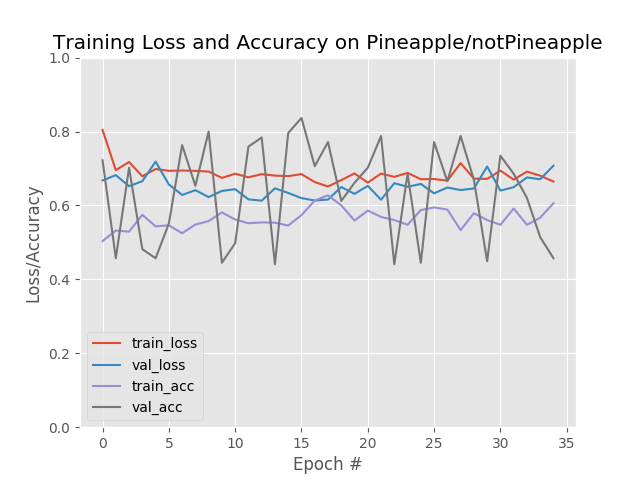 Training Loss and Accuracy on Pineapple/notPineapple
1.0
0.8
0.6
0.4
0.2
0.0
Loss/Accuracy
train_loss
val_loss
train_acc
val_acc
0 5 10 15 20 25 30 35
Epoch #